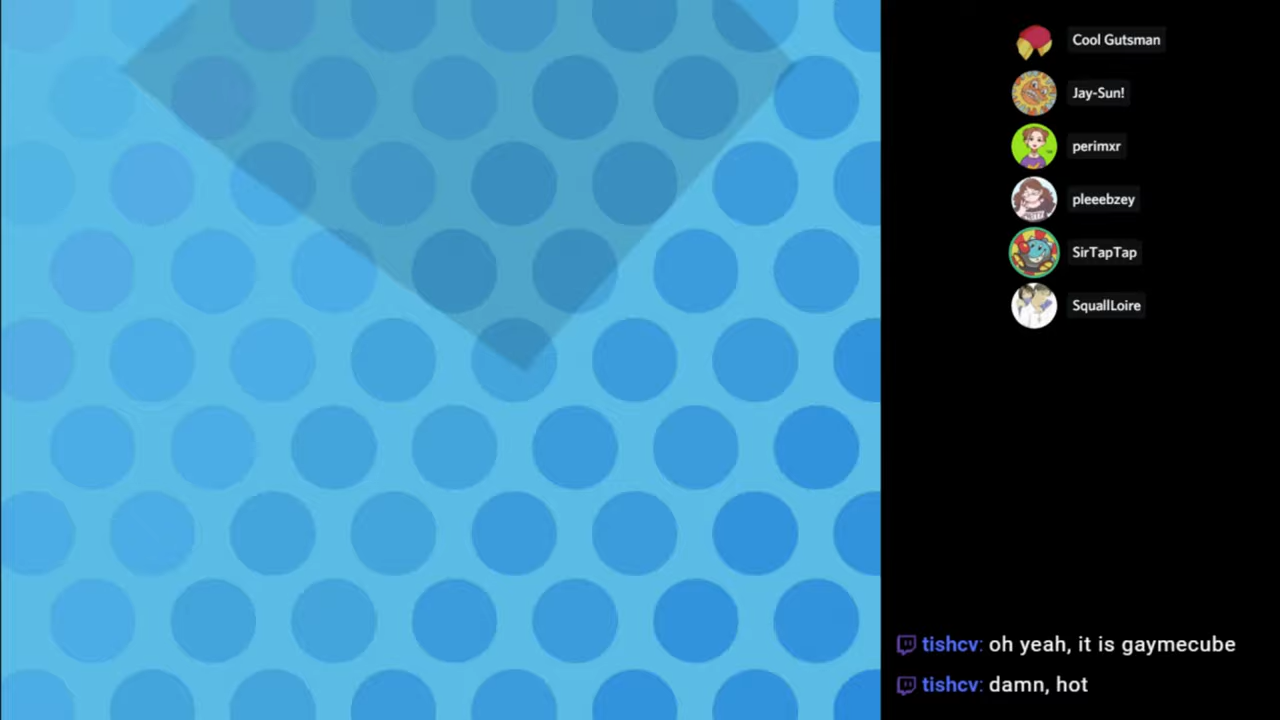 Cool Gutsman
Jay-Sun!
perimxr
pleeebzey
SirTapTap
SquallLoire
tishcv: oh yeah, it is gaymecube
tishcv: damn, hot